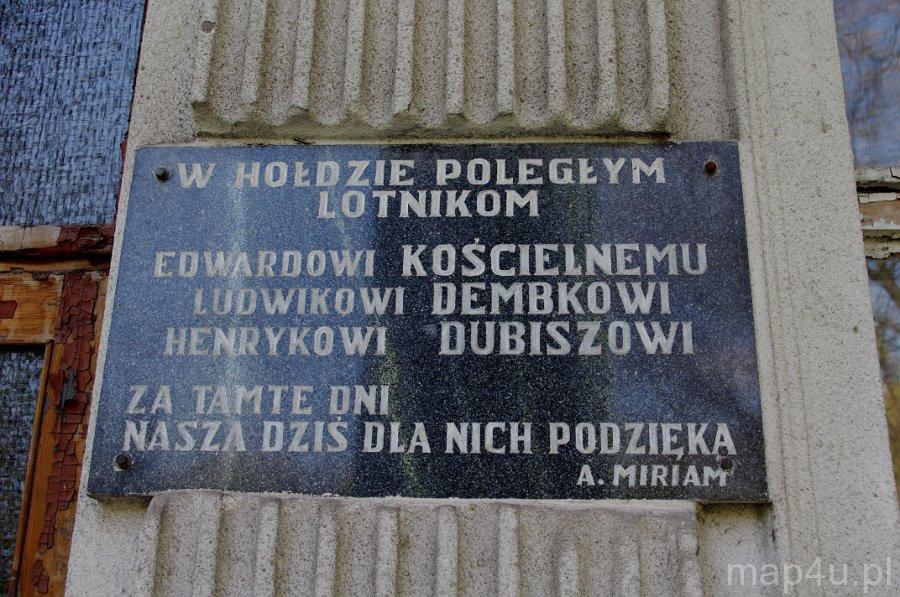 W HOŁDZIE POLEGŁYM
LOTNIKOM
EDWARDOWI KOŚCIELNEMU
LUDWIKOWI DEMBKOWI
HENRYKOWI DUBISZOWI
ZA TAMTE DNI
NASZA DZIŚ DLA NICH PODZIĘKA
A. MIRIAM
map4u.pl